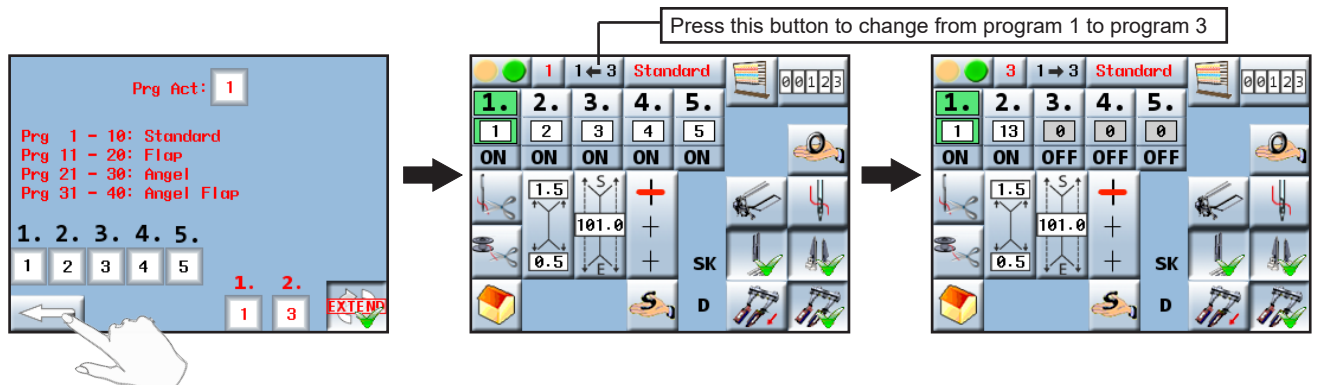 Press this button to change from program 1 to program 3
Prg Act: 1
Prg 1 - 10: Standard
Prg 11 - 20: Flap
Prg 21 - 30: Angel
Prg 31 - 40: Angel Flap
1. 2. 3. 4. 5.
1 2 3 4 5
1. 2.
1 3 EXTEND
1 1←3 Standard 00123
1. 2. 3. 4. 5.
1 2 3 4 5
ON ON ON ON ON
1.5 S
101.0
0.5 E SK
S D
3 1→3 Standard 00123
1. 2. 3. 4. 5.
1 13 0 0 0
ON ON OFF OFF OFF
1.5 S
101.0
0.5 E SK
S D